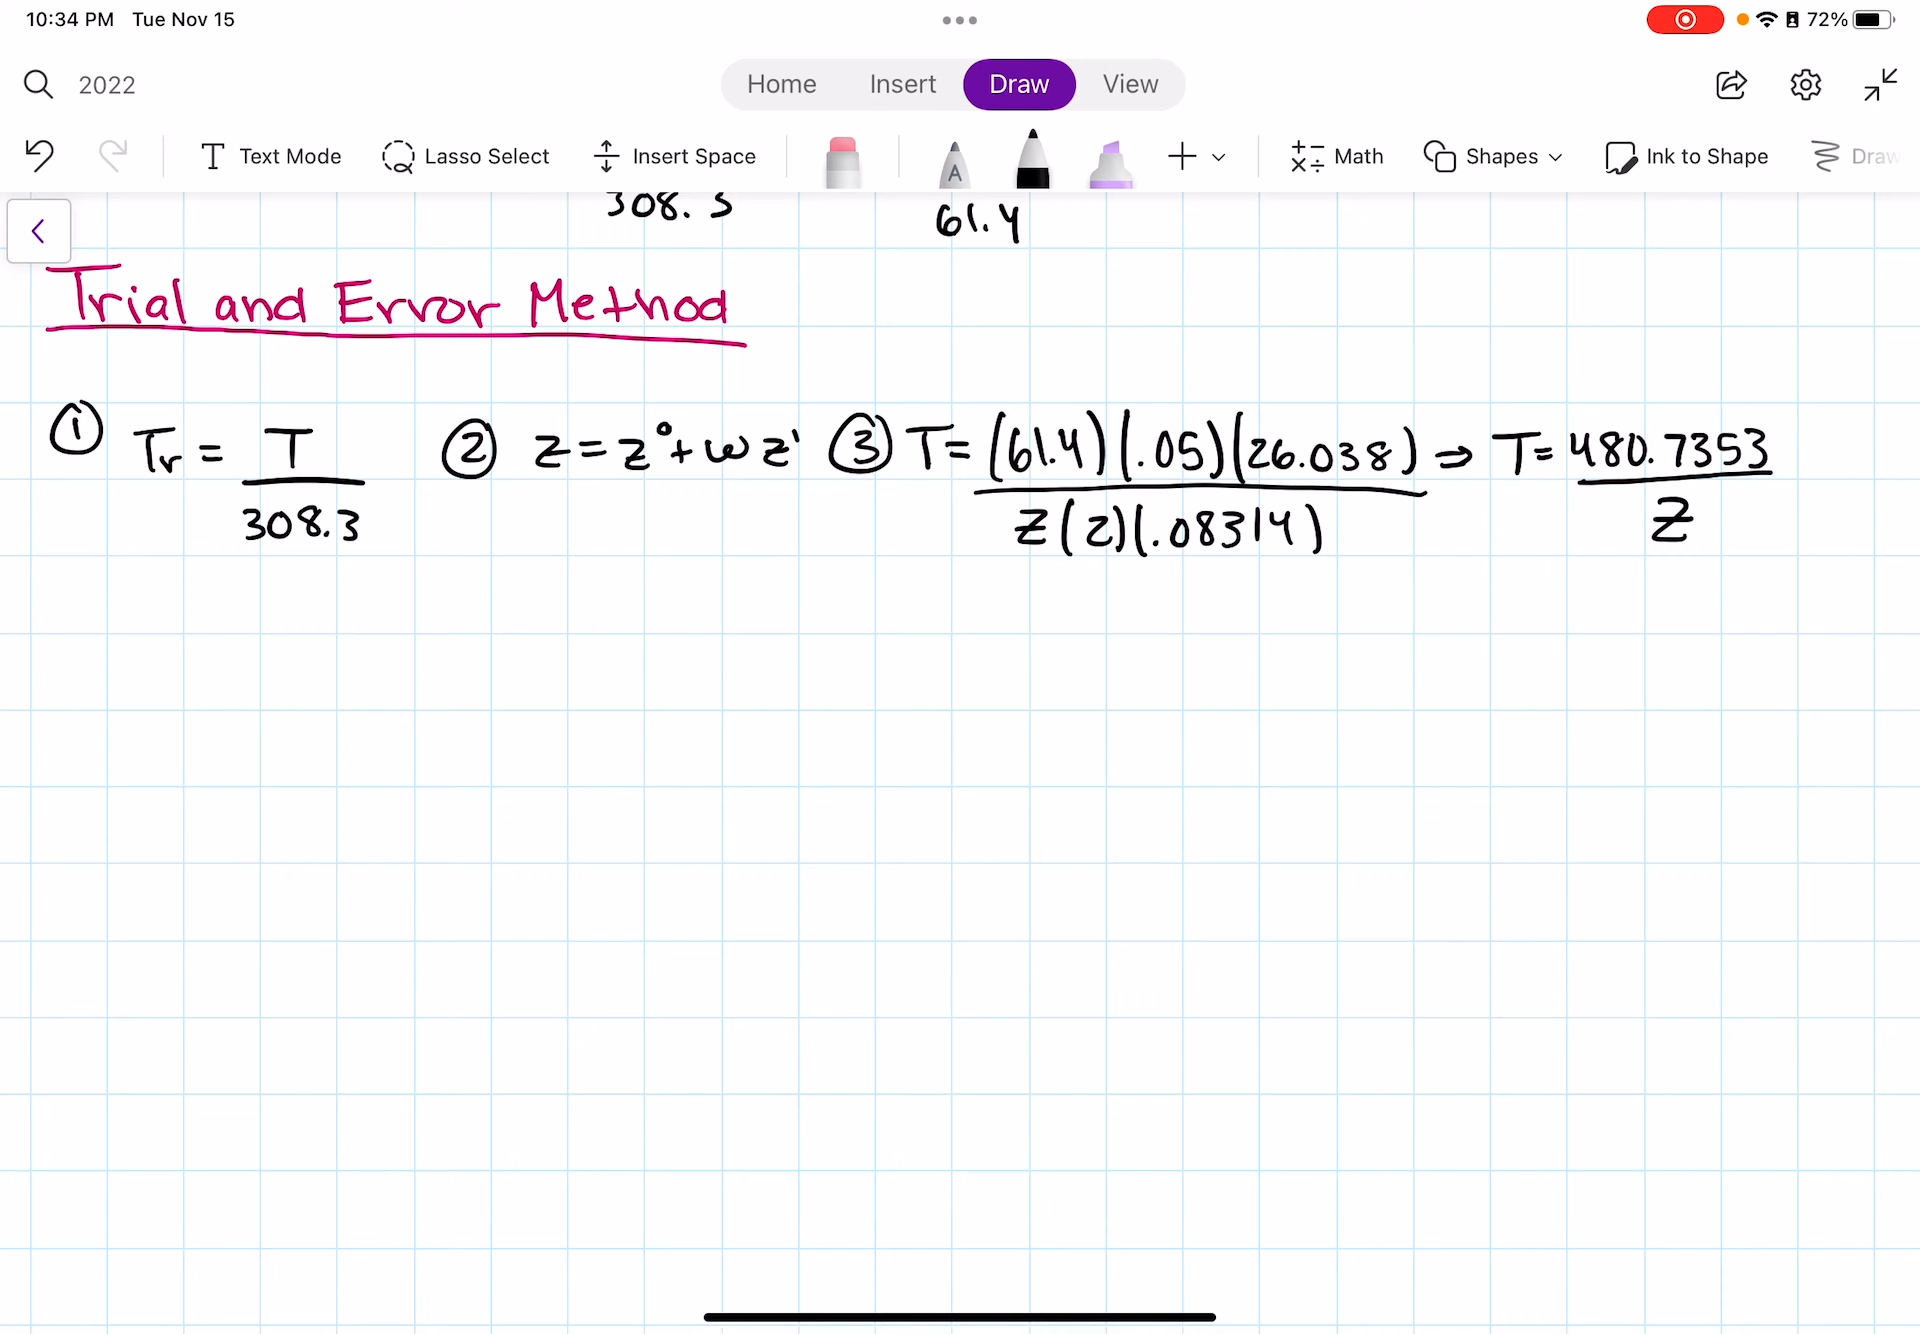 10:34 PM Tue Nov 15
72%
2022
Home Insert Draw View
Text Mode Lasso Select Insert Space A Math Shapes Ink to Shape Draw
308.3 61.4
Trial and Error Method
① Tr = T / 308.3 ② z = z⁰ + ω z' ③ T = (61.4)(.05)(26.038) / z(2)(.08314) ⇒ T = 480.7353 / z